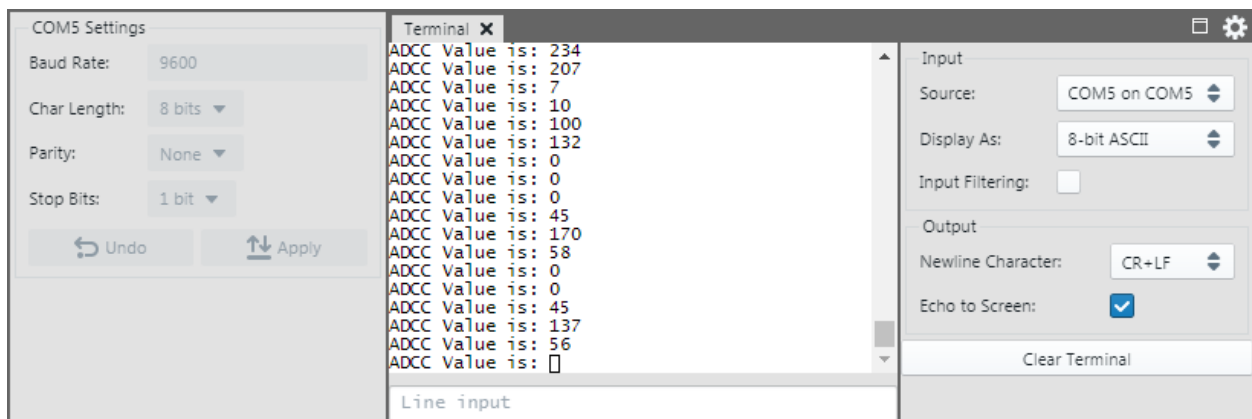 COM5 Settings
Baud Rate: 9600
Char Length: 8 bits
Parity: None
Stop Bits: 1 bit
Undo Apply
Terminal
ADCC Value is: 234
ADCC Value is: 207
ADCC Value is: 7
ADCC Value is: 10
ADCC Value is: 100
ADCC Value is: 132
ADCC Value is: 0
ADCC Value is: 0
ADCC Value is: 0
ADCC Value is: 45
ADCC Value is: 170
ADCC Value is: 58
ADCC Value is: 0
ADCC Value is: 0
ADCC Value is: 45
ADCC Value is: 137
ADCC Value is: 56
ADCC Value is:
Line input
Input
Source: COM5 on COM5
Display As: 8-bit ASCII
Input Filtering:
Output
Newline Character: CR+LF
Echo to Screen:
Clear Terminal